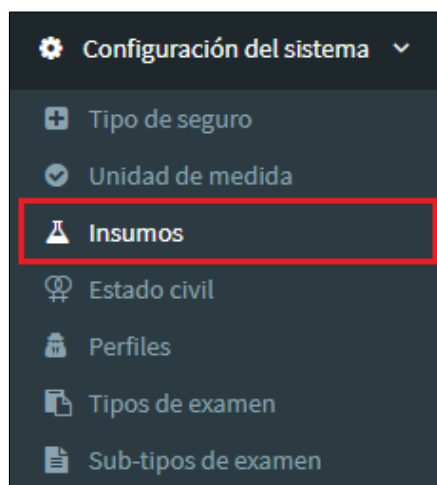 Configuración del sistema
Tipo de seguro
Unidad de medida
Insumos
Estado civil
Perfiles
Tipos de examen
Sub-tipos de examen